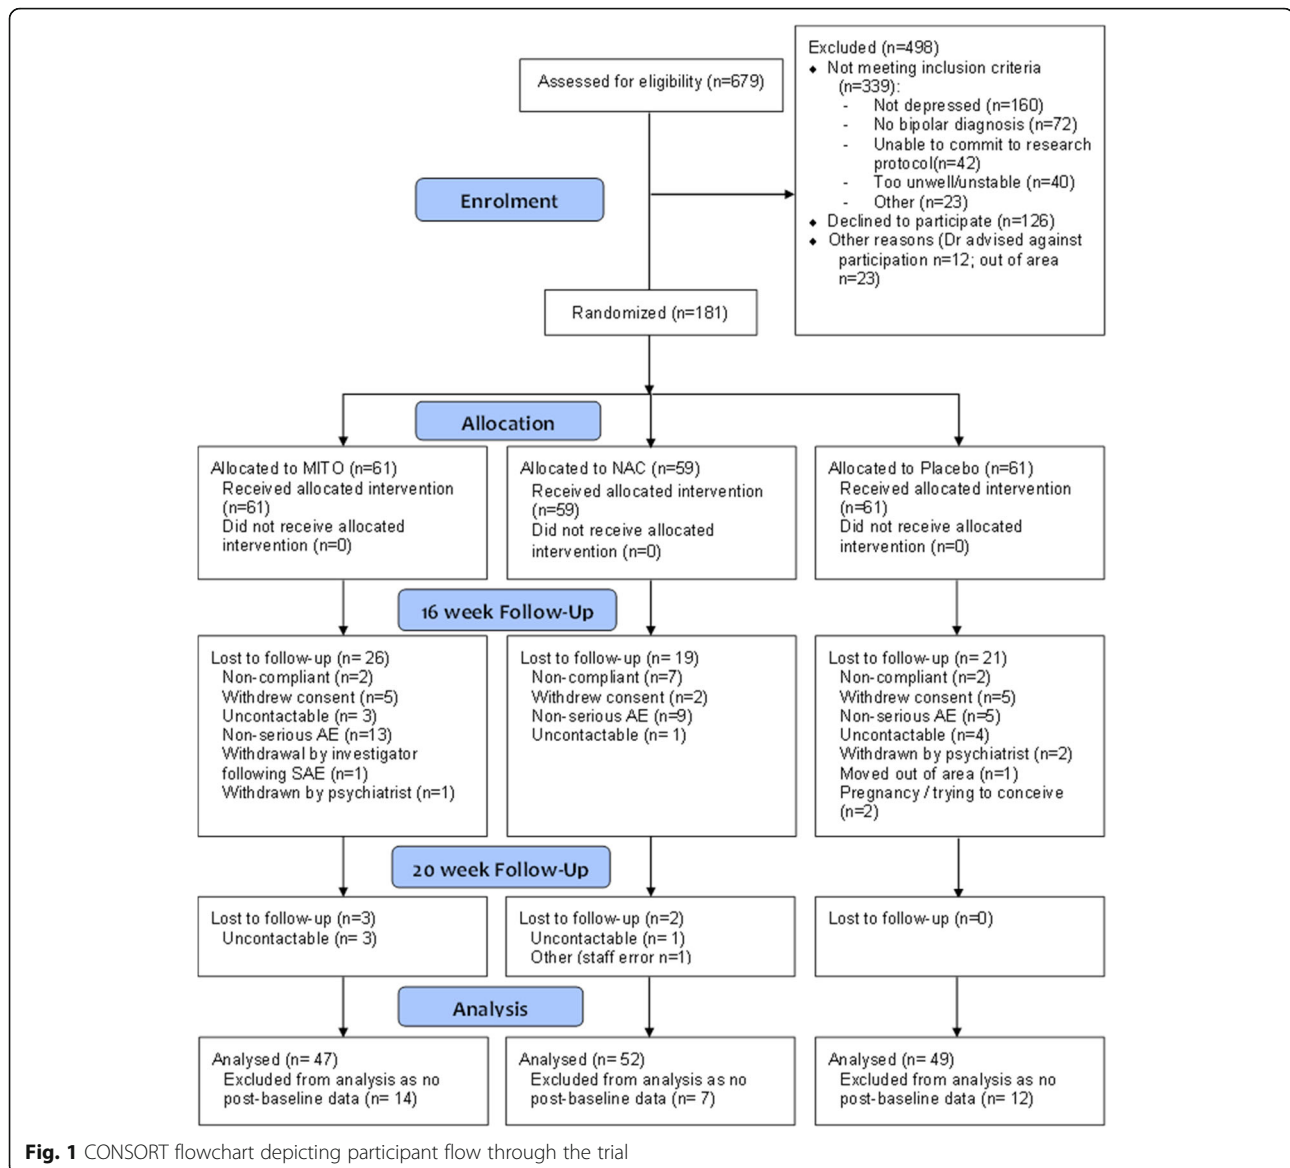 Assessed for eligibility (n=679)
Excluded (n=498)
◆ Not meeting inclusion criteria
(n=339):
- Not depressed (n=160)
- No bipolar diagnosis (n=72)
- Unable to commit to research
protocol(n=42)
- Too unwell/unstable (n=40)
- Other (n=23)
◆ Declined to participate (n=126)
◆ Other reasons (Dr advised against
participation n=12; out of area
n=23)
Enrolment
Randomized (n=181)
Allocation
Allocated to MITO (n=61)
Received allocated intervention
(n=61)
Did not receive allocated
intervention (n=0)
Allocated to NAC (n=59)
Received allocated intervention
(n=59)
Did not receive allocated
intervention (n=0)
Allocated to Placebo (n=61)
Received allocated intervention
(n=61)
Did not receive allocated
intervention (n=0)
16 week Follow-Up
Lost to follow-up (n= 26)
Non-compliant (n=2)
Withdrew consent (n=5)
Uncontactable (n= 3)
Non-serious AE (n=13)
Withdrawal by investigator
following SAE (n=1)
Withdrawn by psychiatrist (n=1)
Lost to follow-up (n= 19)
Non-compliant (n=7)
Withdrew consent (n=2)
Non-serious AE (n=9)
Uncontactable (n= 1)
Lost to follow-up (n= 21)
Non-compliant (n=2)
Withdrew consent (n=5)
Non-serious AE (n=5)
Uncontactable (n=4)
Withdrawn by psychiatrist (n=2)
Moved out of area (n=1)
Pregnancy / trying to conceive
(n=2)
20 week Follow-Up
Lost to follow-up (n=3)
Uncontactable (n= 3)
Lost to follow-up (n=2)
Uncontactable (n= 1)
Other (staff error n=1)
Lost to follow-up (n=0)
Analysis
Analysed (n= 47)
Excluded from analysis as no
post-baseline data (n= 14)
Analysed (n= 52)
Excluded from analysis as no
post-baseline data (n= 7)
Analysed (n= 49)
Excluded from analysis as no
post-baseline data (n= 12)
Fig. 1 CONSORT flowchart depicting participant flow through the trial